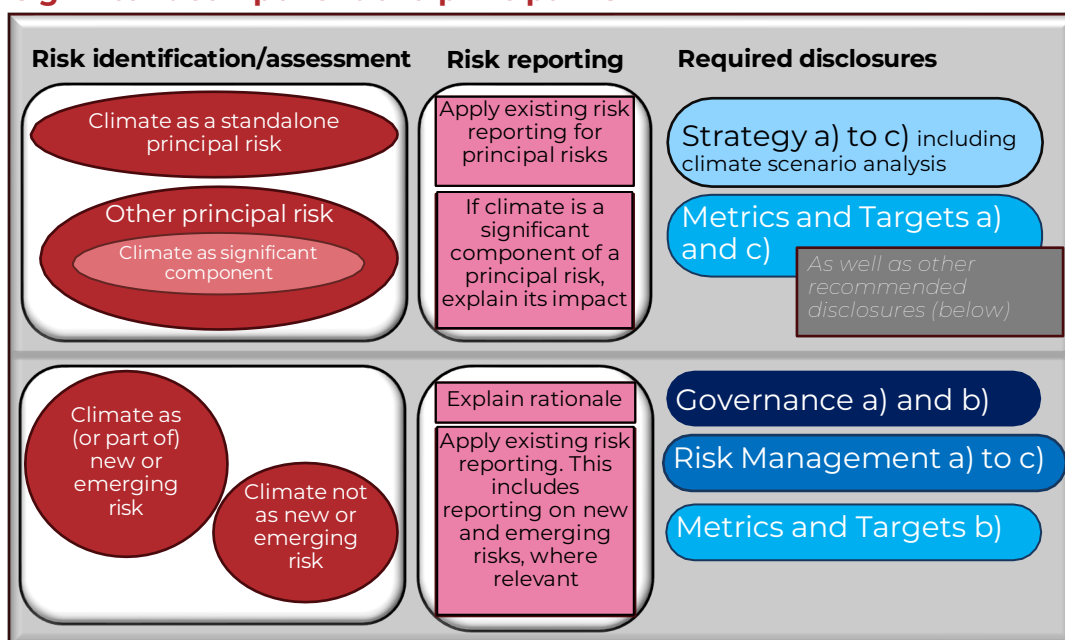 Risk identification/assessment
Risk reporting
Required disclosures
Climate as a standalone
principal risk
Other principal risk
Climate as significant
component
Apply existing risk
reporting for
principal risks
If climate is a
significant
component of a
principal risk,
explain its impact
Strategy a) to c) including
climate scenario analysis
Metrics and Targets a)
and c)
As well as other
recommended
disclosures (below)
Climate as
(or part of)
new or
emerging
risk
Climate not
as new or
emerging
risk
Explain rationale
Apply existing risk
reporting. This
includes
reporting on new
and emerging
risks, where
relevant
Governance a) and b)
Risk Management a) to c)
Metrics and Targets b)